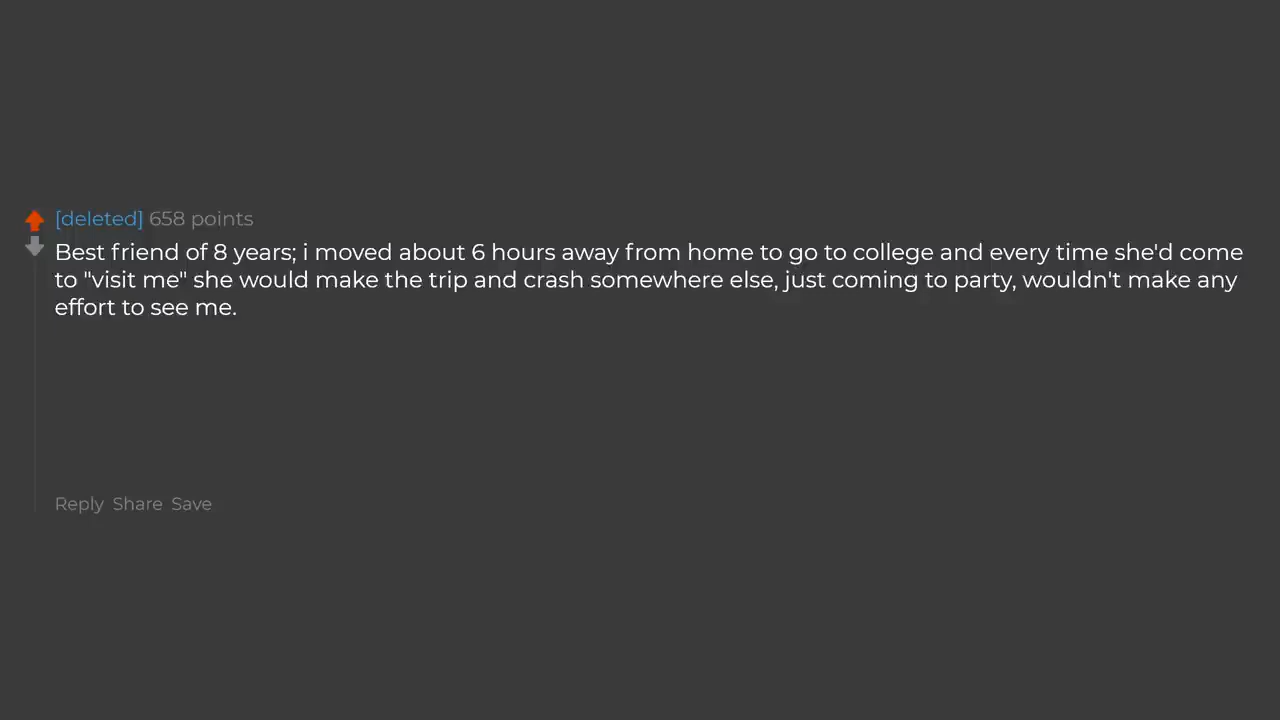 [deleted] 658 points
Best friend of 8 years; i moved about 6 hours away from home to go to college and every time she'd come
to "visit me" she would make the trip and crash somewhere else, just coming to party, wouldn't make any
effort to see me.
Reply Share Save